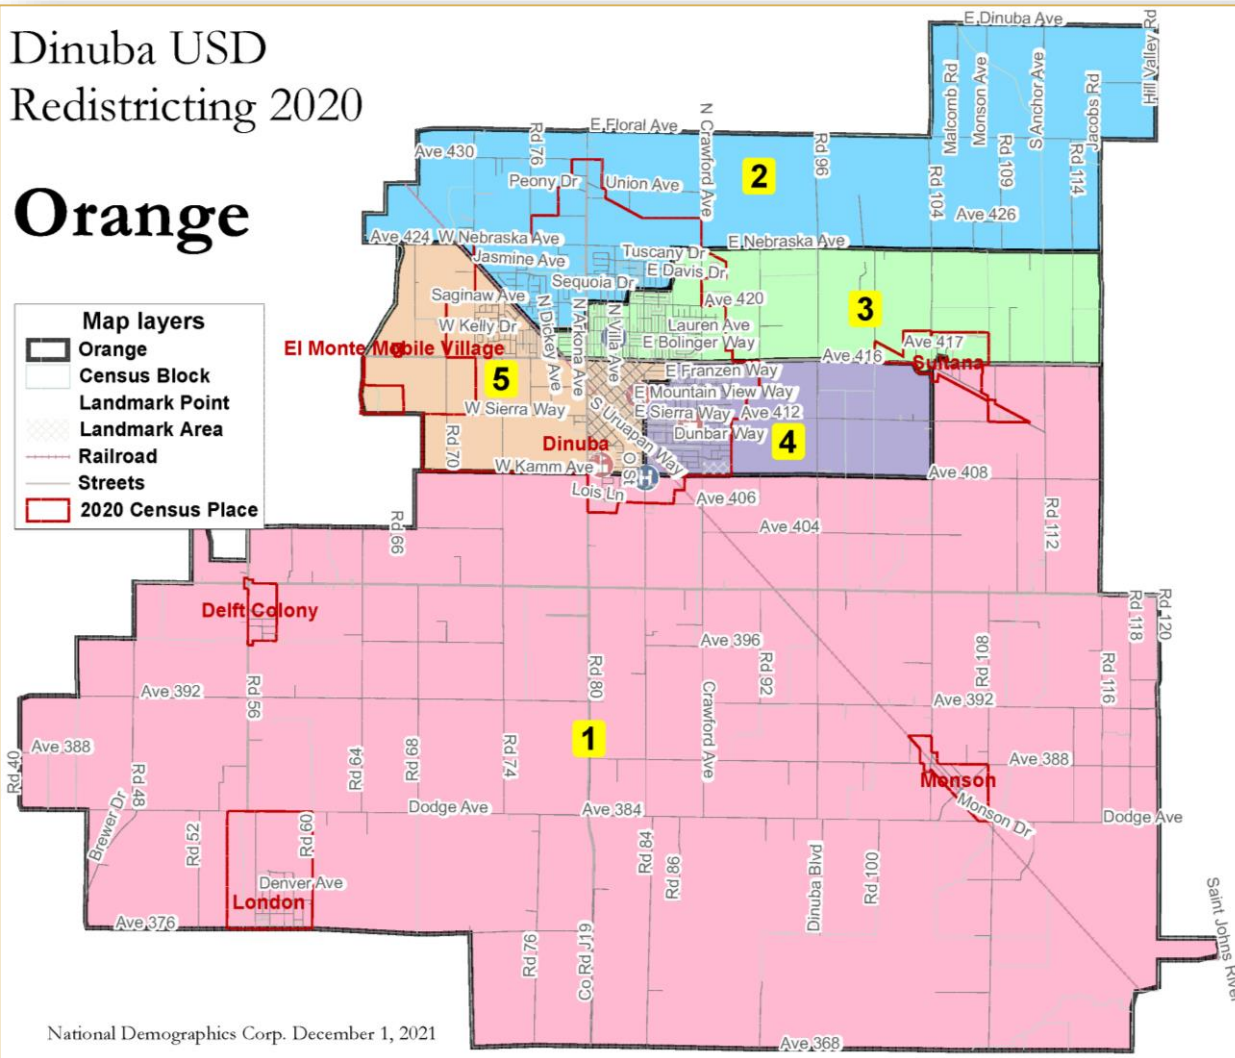 Dinuba USD
Redistricting 2020
Orange
Map layers
Orange
Census Block
Landmark Point
Landmark Area
Railroad
Streets
2020 Census Place
E Dinuba Ave
Hill Valley Rd
Malcomb Rd
Monson Ave
S Anchor Ave
Jacobs Rd
E Floral Ave
N Crawford Ave
Rd 76
Rd 96
Ave 430
Peony Dr
Union Ave
2
Rd 104
Rd 109
Rd 114
Ave 426
Ave 424
W Nebraska Ave
E Nebraska Ave
Tuscany Dr
Jasmine Ave
E Davis Dr
Sequoia Dr
Saginaw Ave
Ave 420
N Dickey Ave
N Arkona Ave
N Villa Ave
3
W Kelly Dr
Lauren Ave
E Bolinger Way
Ave 417
El Monte Mobile Village
Ave 416
Sultana
5
E Franzen Way
E Mountain View Way
W Sierra Way
S Uruapan Way
E Sierra Way
Ave 412
Dunbar Way
4
Rd 70
Dinuba
O St
W Kamm Ave
H
H
Ave 408
Lois Ln
Ave 406
Rd 66
Ave 404
Rd 112
Delft Colony
Rd 118
Rd 120
Ave 396
Rd 80
Rd 92
Rd 108
Rd 116
Ave 392
Rd 56
Crawford Ave
Ave 392
1
Ave 388
Rd 40
Rd 48
Rd 64
Rd 68
Rd 74
Ave 388
Monson
Dodge Ave
Ave 384
Monson Dr
Dodge Ave
Brewer Dr
Rd 52
Rd 60
Rd 84
Rd 86
Dinuba Blvd
Rd 100
Denver Ave
London
Ave 376
Rd 76
Co Rd J19
Saint Johns River
Ave 368
National Demographics Corp. December 1, 2021